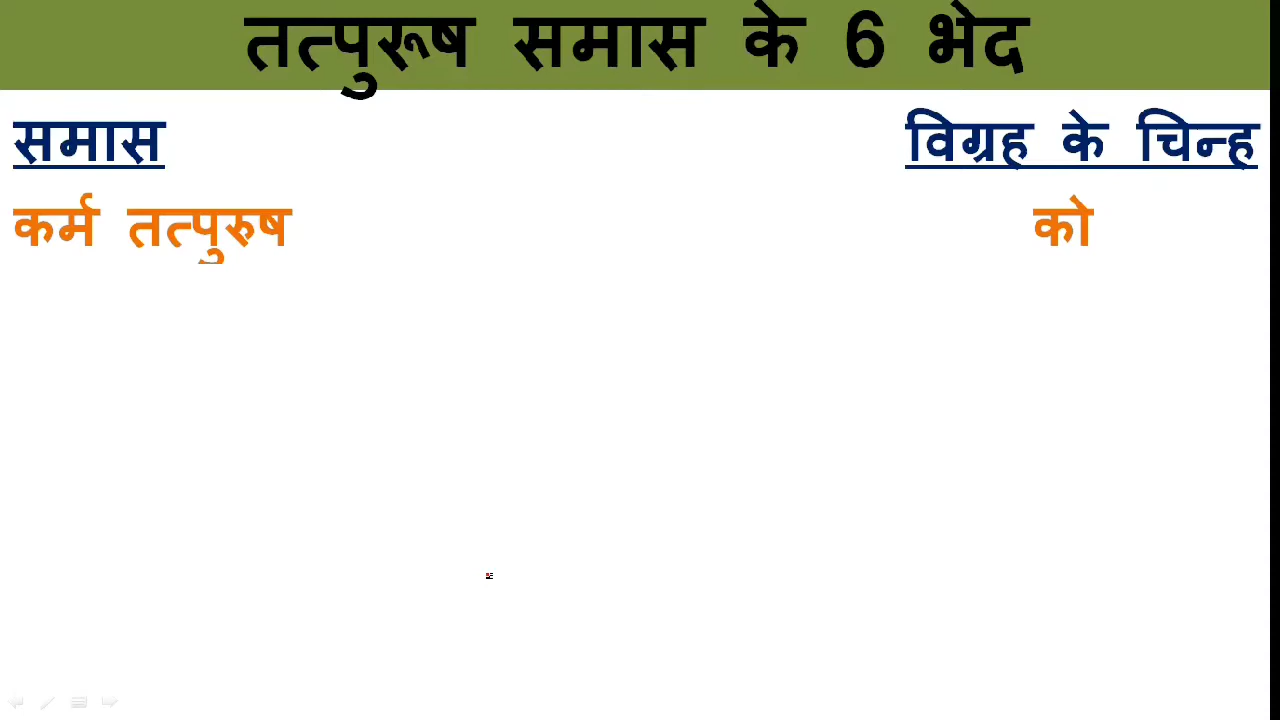 तत्पुरूष समास के 6 भेद
समास विग्रह के चिन्ह
कर्म तत्पुरुष को